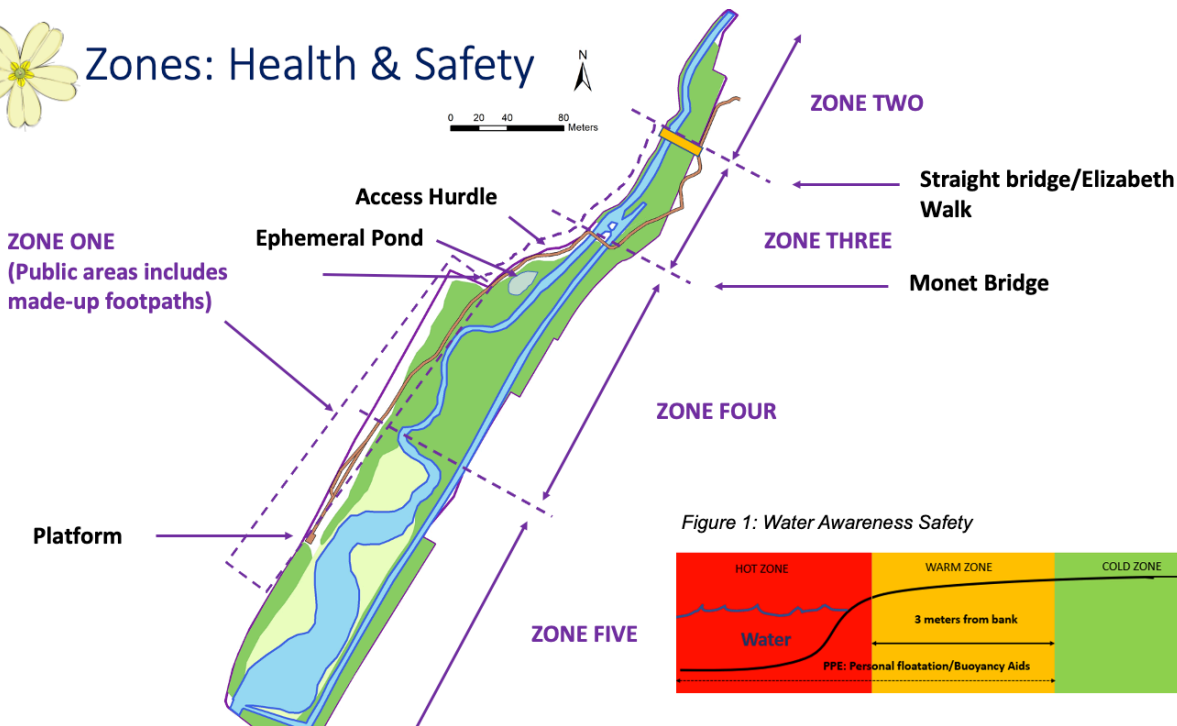 Zones: Health & Safety
N
0 20 40 80
Meters
ZONE TWO
Straight bridge/Elizabeth
Walk
Access Hurdle
Ephemeral Pond
ZONE ONE
(Public areas includes
made-up footpaths)
ZONE THREE
Monet Bridge
ZONE FOUR
Platform
ZONE FIVE
Figure 1: Water Awareness Safety
HOT ZONE
WARM ZONE
COLD ZONE
3 meters from bank
Water
PPE: Personal floatation/Buoyancy Aids